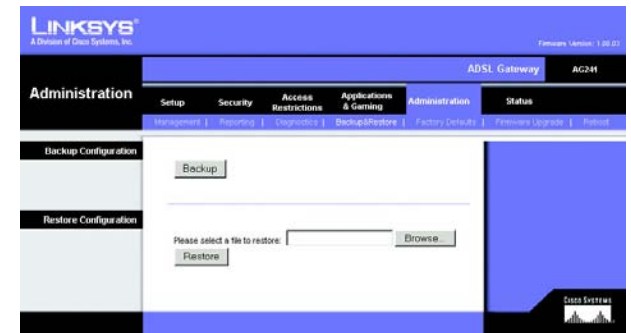 LINKSYS®
A Division of Cisco Systems, Inc.
Firmware Version: 1.00.03
ADSL Gateway AG241
Administration
Setup Security Access Restrictions Applications & Gaming Administration Status
Management | Reporting | Diagnostics | Backup&Restore | Factory Defaults | Firmware Upgrade | Reboot
Backup Configuration
Backup
Restore Configuration
Please select a file to restore: Browse...
Restore
CISCO SYSTEMS